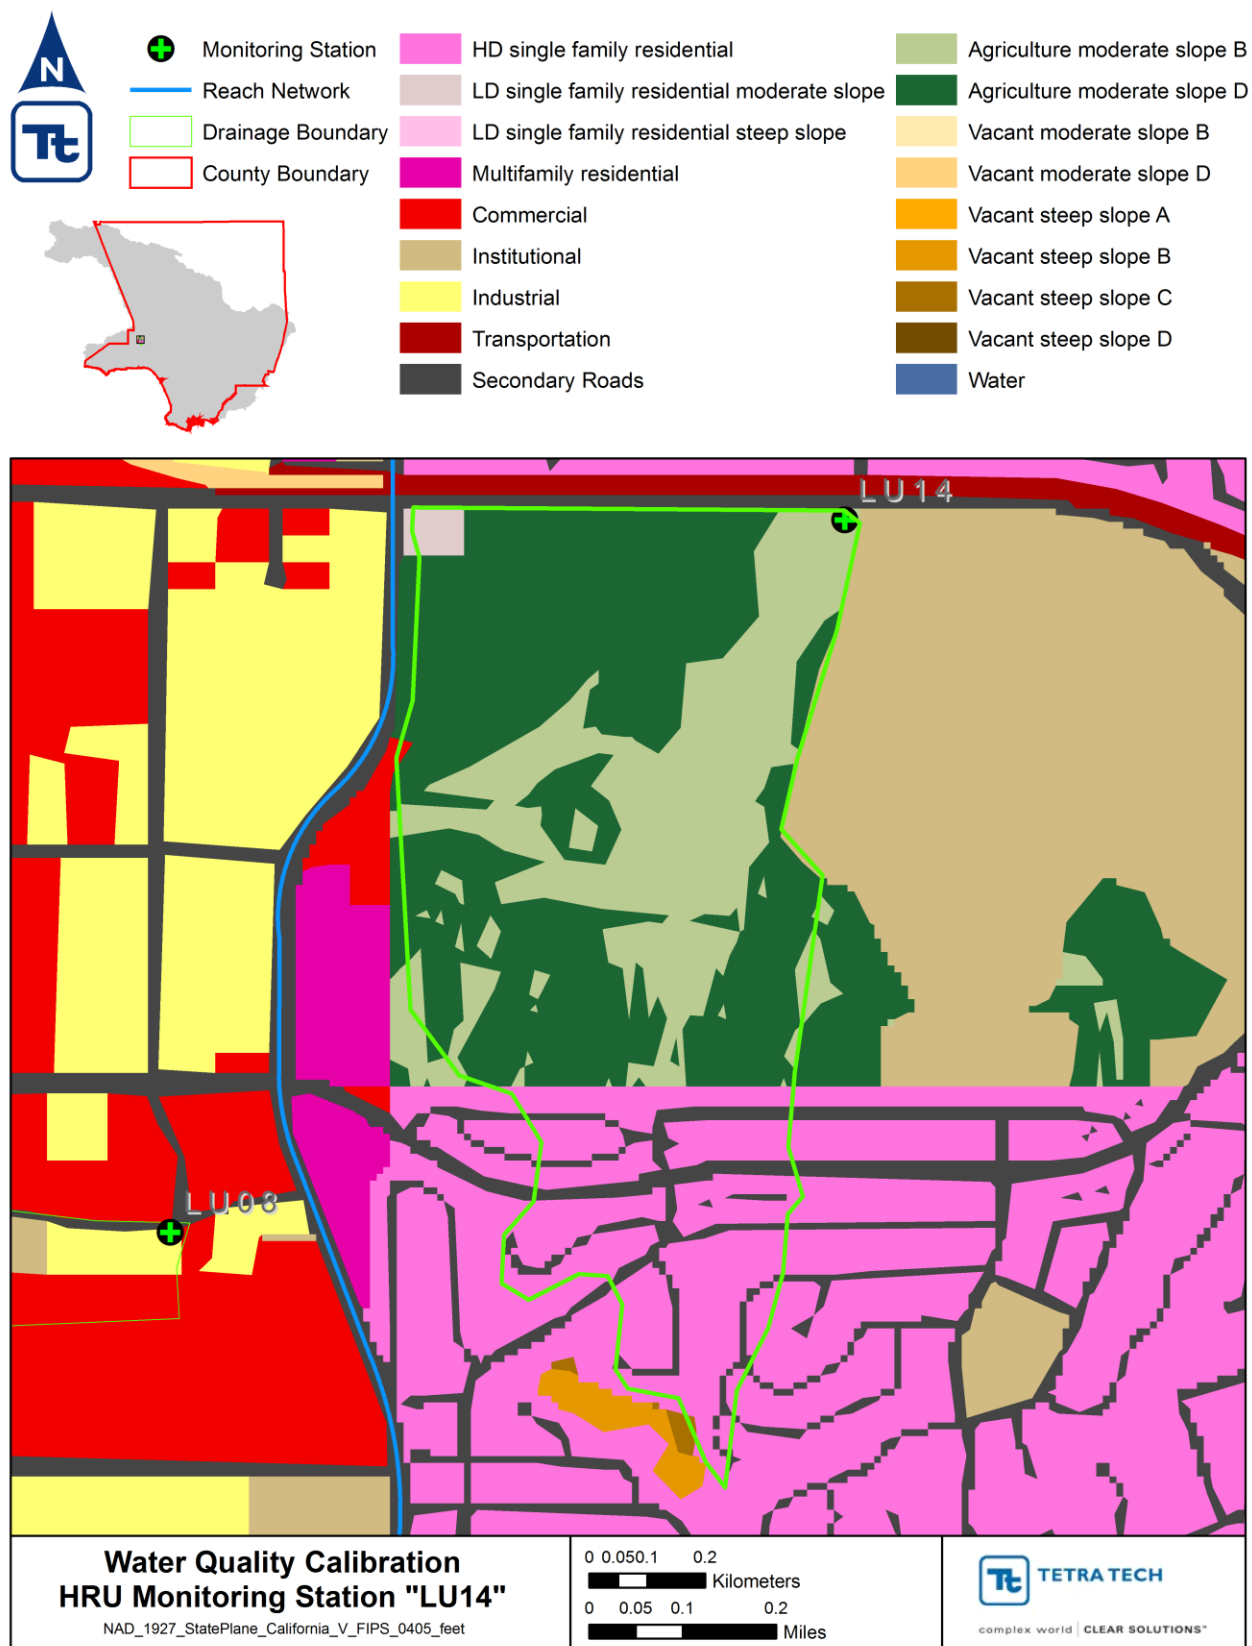 N
Tt
Monitoring Station
Reach Network
Drainage Boundary
County Boundary
HD single family residential
LD single family residential moderate slope
LD single family residential steep slope
Multifamily residential
Commercial
Institutional
Industrial
Transportation
Secondary Roads
Agriculture moderate slope B
Agriculture moderate slope D
Vacant moderate slope B
Vacant moderate slope D
Vacant steep slope A
Vacant steep slope B
Vacant steep slope C
Vacant steep slope D
Water
LU14
LU08
Water Quality Calibration
HRU Monitoring Station "LU14"
NAD_1927_StatePlane_California_V_FIPS_0405_feet
0 0.050.1 0.2
Kilometers
0 0.05 0.1 0.2
Miles
Tt TETRA TECH
complex world | CLEAR SOLUTIONS™